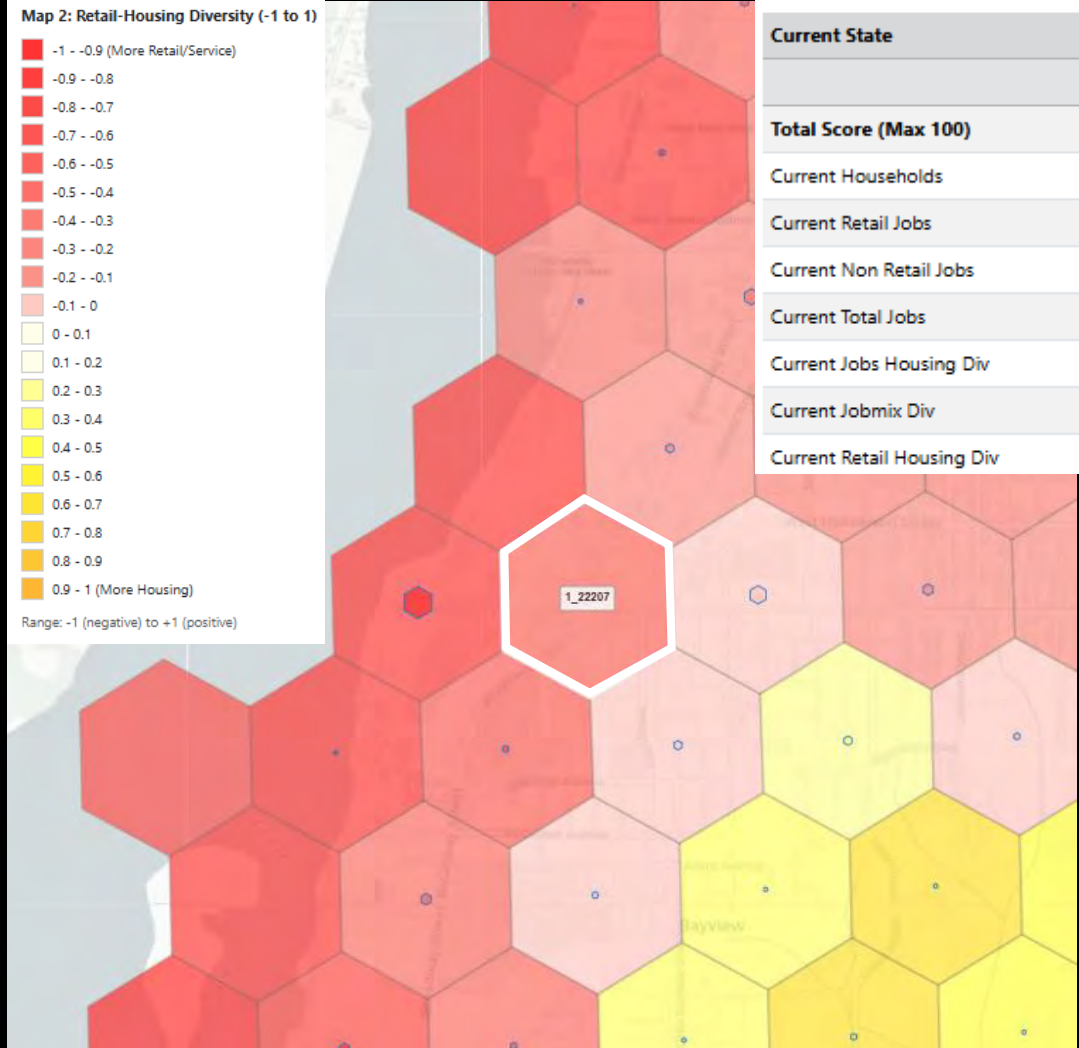 Map 2: Retail-Housing Diversity (-1 to 1)
-1 - -0.9 (More Retail/Service)
-0.9 - -0.8
-0.8 - -0.7
-0.7 - -0.6
-0.6 - -0.5
-0.5 - -0.4
-0.4 - -0.3
-0.3 - -0.2
-0.2 - -0.1
-0.1 - 0
0 - 0.1
0.1 - 0.2
0.2 - 0.3
0.3 - 0.4
0.4 - 0.5
0.5 - 0.6
0.6 - 0.7
0.7 - 0.8
0.8 - 0.9
0.9 - 1 (More Housing)
Range: -1 (negative) to +1 (positive)
Current State
Total Score (Max 100)
Current Households
Current Retail Jobs
Current Non Retail Jobs
Current Total Jobs
Current Jobs Housing Div
Current Jobmix Div
Current Retail Housing Div
1_22207
Bayview